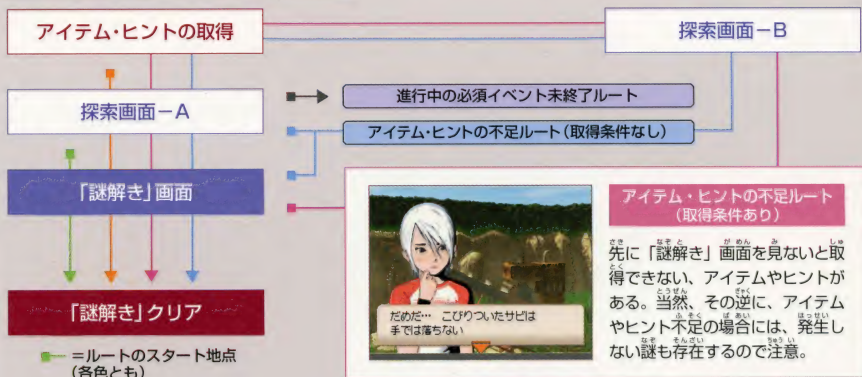 アイテム・ヒントの取得
探索画面−B
探索画面−A
進行中の必須イベント未終了ルート
アイテム・ヒントの不足ルート(取得条件なし)
「謎解き」画面
アイテム・ヒントの不足ルート
(取得条件あり)
先に「謎解き」画面を見ないと取
得できない、アイテムやヒントが
ある。当然、その逆に、アイテム
やヒント不足の場合には、発生し
ない謎も存在するので注意。
だめだ… こびりついたサビは
手では落ちない
「謎解き」クリア
=ルートのスタート地点
(各色とも)